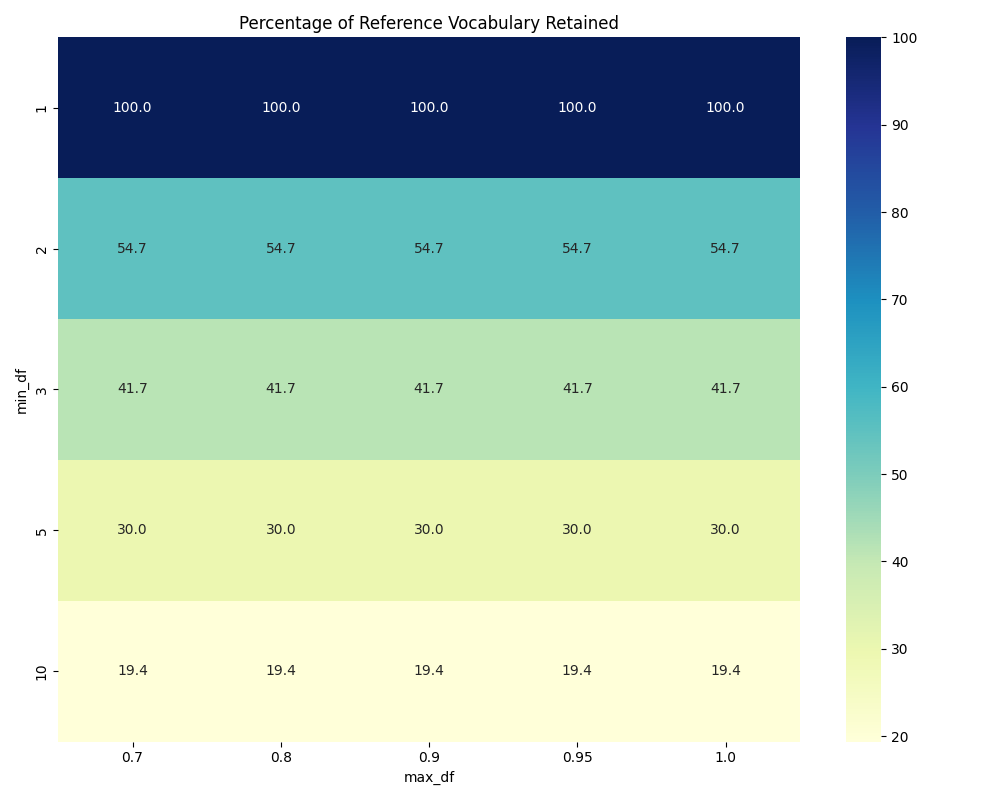 Percentage of Reference Vocabulary Retained
1 100.0 100.0 100.0 100.0 100.0
2 54.7 54.7 54.7 54.7 54.7
3 41.7 41.7 41.7 41.7 41.7
5 30.0 30.0 30.0 30.0 30.0
10 19.4 19.4 19.4 19.4 19.4
min_df
0.7 0.8 0.9 0.95 1.0
max_df
100
90
80
70
60
50
40
30
20